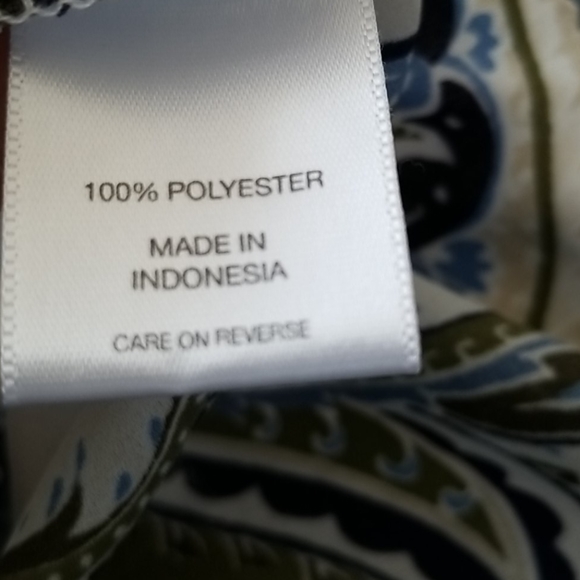 100% POLYESTER
MADE IN
INDONESIA
CARE ON REVERSE